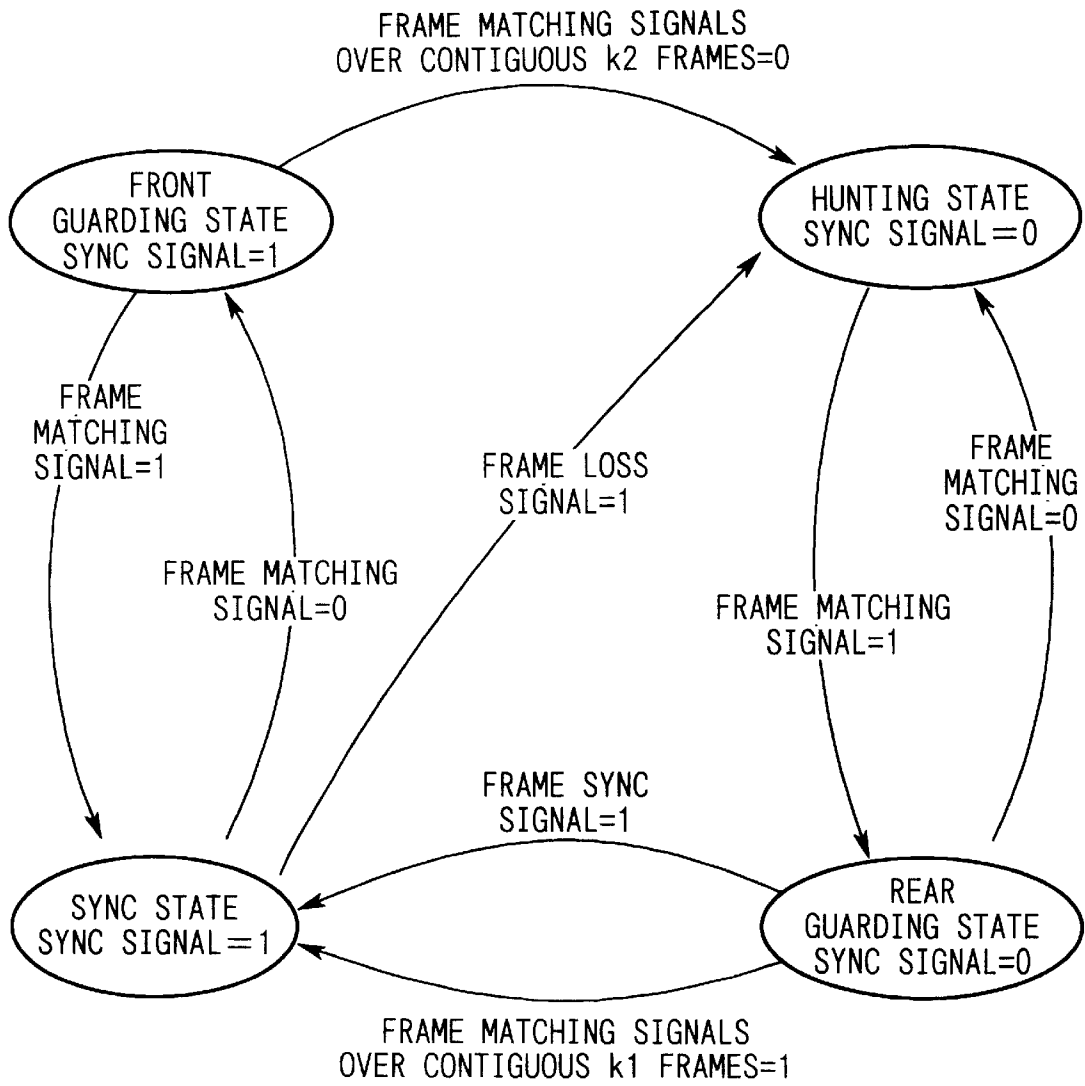 FRAME MATCHING SIGNALS
OVER CONTIGUOUS k2 FRAMES=0
FRONT
GUARDING STATE
SYNC SIGNAL=1
HUNTING STATE
SYNC SIGNAL=0
FRAME
MATCHING
SIGNAL=1
FRAME LOSS
SIGNAL=1
FRAME
MATCHING
SIGNAL=0
FRAME MATCHING
SIGNAL=0
FRAME MATCHING
SIGNAL=1
FRAME SYNC
SIGNAL=1
SYNC STATE
SYNC SIGNAL=1
REAR
GUARDING STATE
SYNC SIGNAL=0
FRAME MATCHING SIGNALS
OVER CONTIGUOUS k1 FRAMES=1